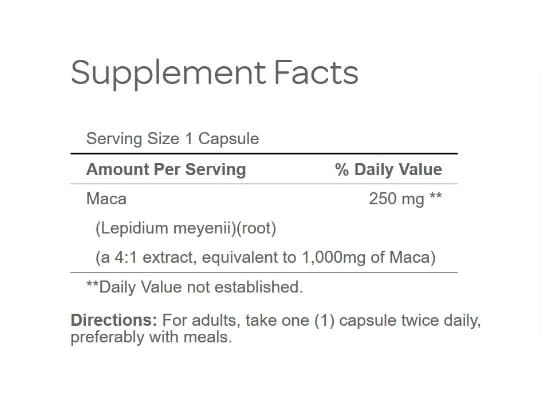 Supplement Facts
Serving Size 1 Capsule
Amount Per Serving % Daily Value
Maca 250 mg **
(Lepidium meyenii)(root)
(a 4:1 extract, equivalent to 1,000mg of Maca)
**Daily Value not established.
Directions: For adults, take one (1) capsule twice daily,
preferably with meals.